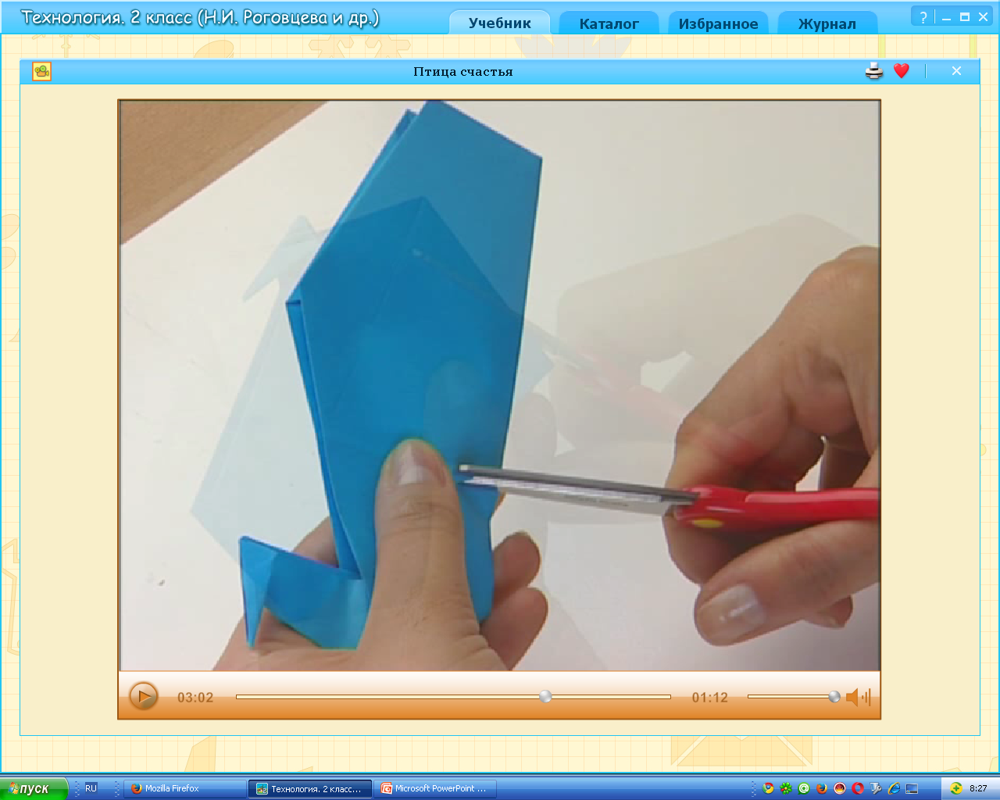 Технология. 2 класс (Н.И. Роговцева и др.)
Учебник
Каталог
Избранное
Журнал
?
Птица счастья
03:02
01:12
пуск
RU
Mozilla Firefox
Технология. 2 класс...
Microsoft PowerPoint ...
8:27